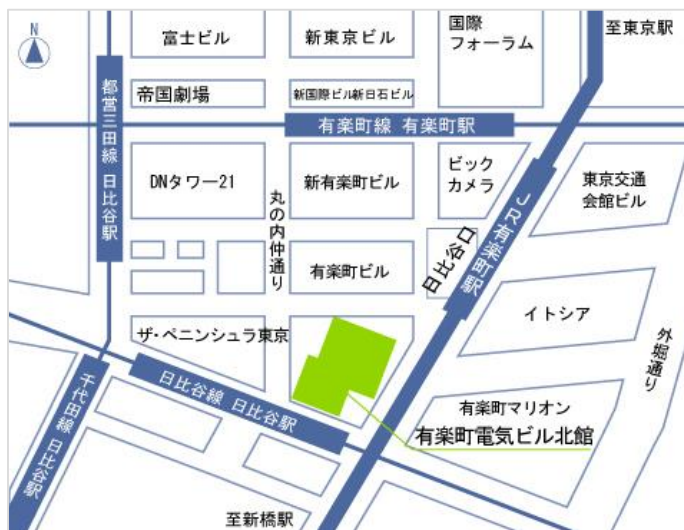 N
富士ビル
新東京ビル
国際
フォーラム
至東京駅
都営三田線 日比谷駅
帝国劇場
新国際ビル新日石ビル
有楽町線 有楽町駅
DNタワー21
丸の内仲通り
新有楽町ビル
ビック
カメラ
JR有楽町駅
東京交通
会館ビル
有楽町ビル
日比谷口
イトシア
外堀通り
ザ・ペニンシュラ東京
日比谷線 日比谷駅
千代田線 日比谷駅
有楽町マリオン
有楽町電気ビル北館
至新橋駅